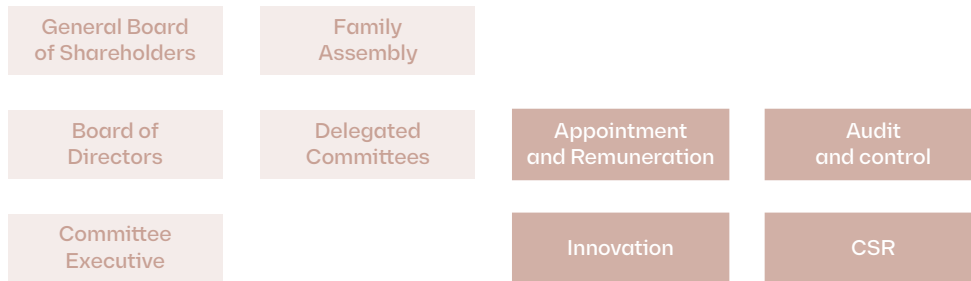 General Board
of Shareholders
Family
Assembly
Board of
Directors
Delegated
Committees
Appointment
and Remuneration
Audit
and control
Committee
Executive
Innovation
CSR